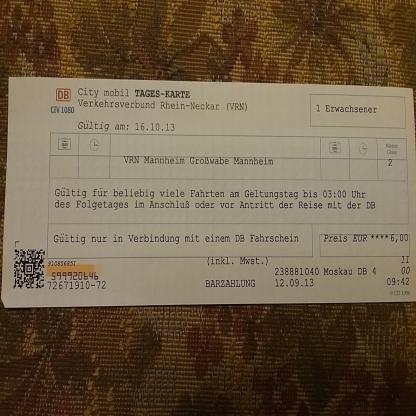 DB City mobil TAGES-KARTE
CIV 1080 Verkehrsverbund Rhein-Neckar (VRN)
1 Erwachsener
Gültig am: 16.10.13
VRN Mannheim Großwabe Mannheim 2
Gültig für beliebig viele Fahrten am Geltungstag bis 03:00 Uhr
des Folgetages im Anschluß oder vor Antritt der Reise mit der DB
Gültig nur in Verbindung mit einem DB Fahrschein
Preis EUR ****6,00
(inkl. Mwst.)
S99920646
238881040 Moskau DB 4 00
72671910-72 BARZAHLUNG 12.09.13 09:42